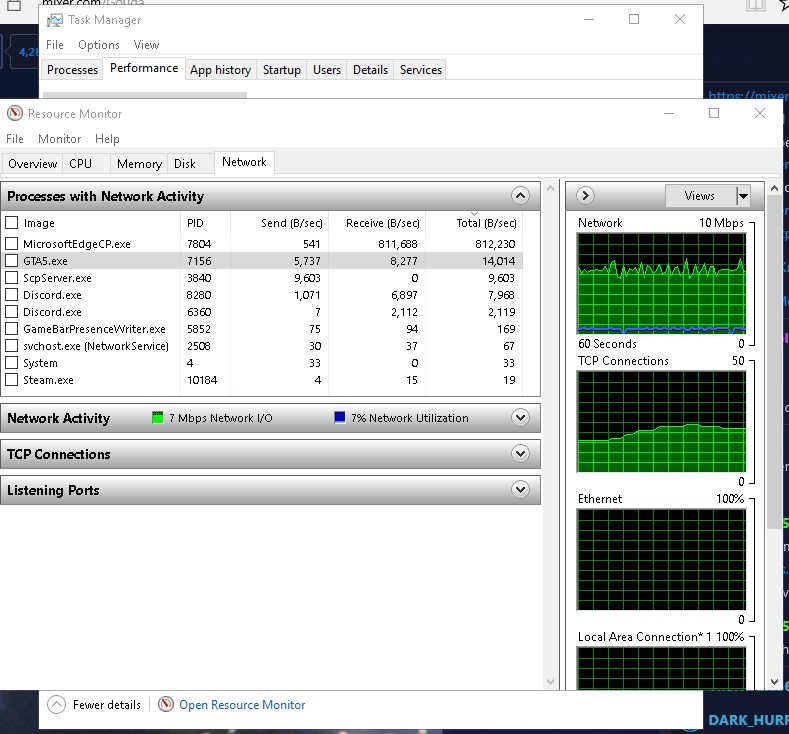 mixer.com/Gouda
Task Manager
File Options View
Processes Performance App history Startup Users Details Services
4,28
https://mixer
Resource Monitor
File Monitor Help
Overview CPU Memory Disk Network
Processes with Network Activity
Image PID Send (B/sec) Receive (B/sec) Total (B/sec)
MicrosoftEdgeCP.exe 7804 541 811,688 812,230
GTA5.exe 7156 5,737 8,277 14,014
ScpServer.exe 3840 9,603 0 9,603
Discord.exe 8280 1,071 6,897 7,968
Discord.exe 6360 7 2,112 2,119
GameBarPresenceWriter.exe 5852 75 94 169
svchost.exe (NetworkService) 2508 30 37 67
System 4 33 0 33
Steam.exe 10184 4 15 19
Network Activity 7 Mbps Network I/O 7% Network Utilization
TCP Connections
Listening Ports
Views
Network 10 Mbps
60 Seconds 0
TCP Connections 50
0
Ethernet 100%
0
Local Area Connection* 1 100%
Fewer details Open Resource Monitor
DARK_HURR